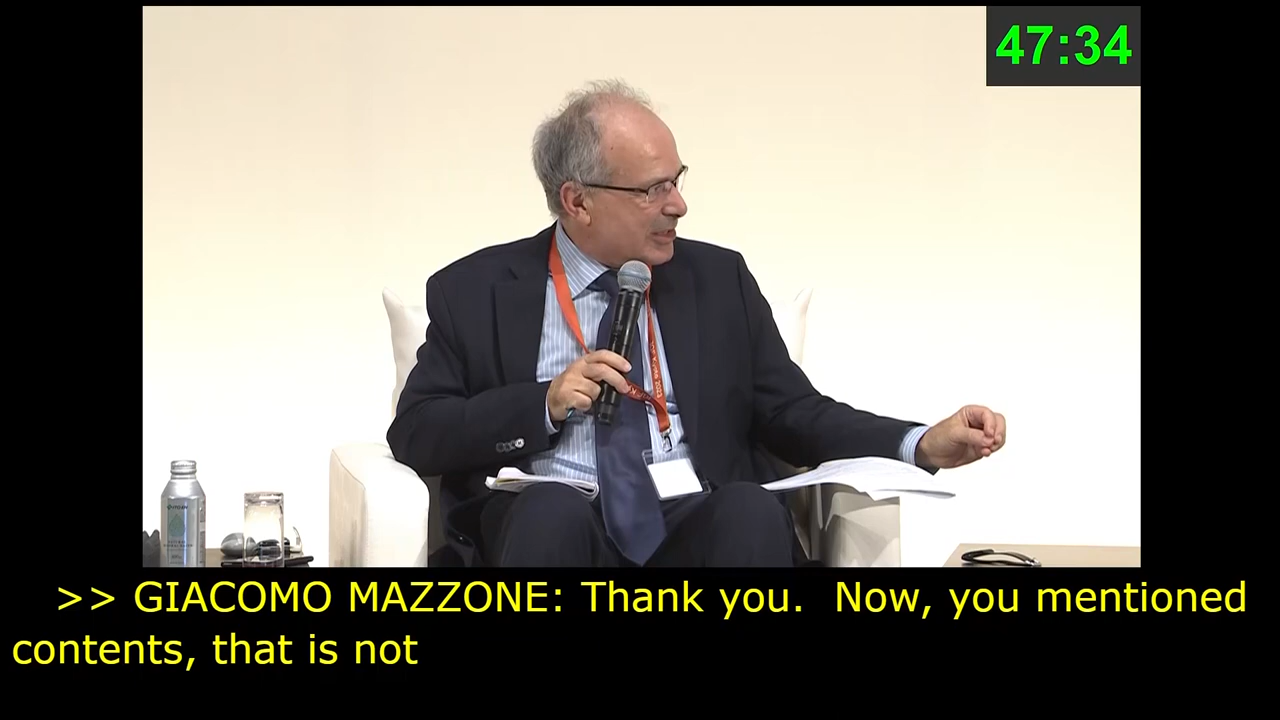 47:34
>> GIACOMO MAZZONE: Thank you.  Now, you mentioned
contents, that is not